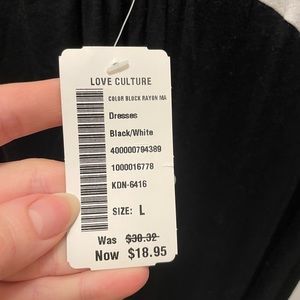 LOVE CULTURE
COLOR BLOCK RAYON MA
Dresses
Black/White
400000794389
1000016778
KDN-6416
SIZE: L
Was $30.32
Now $18.95